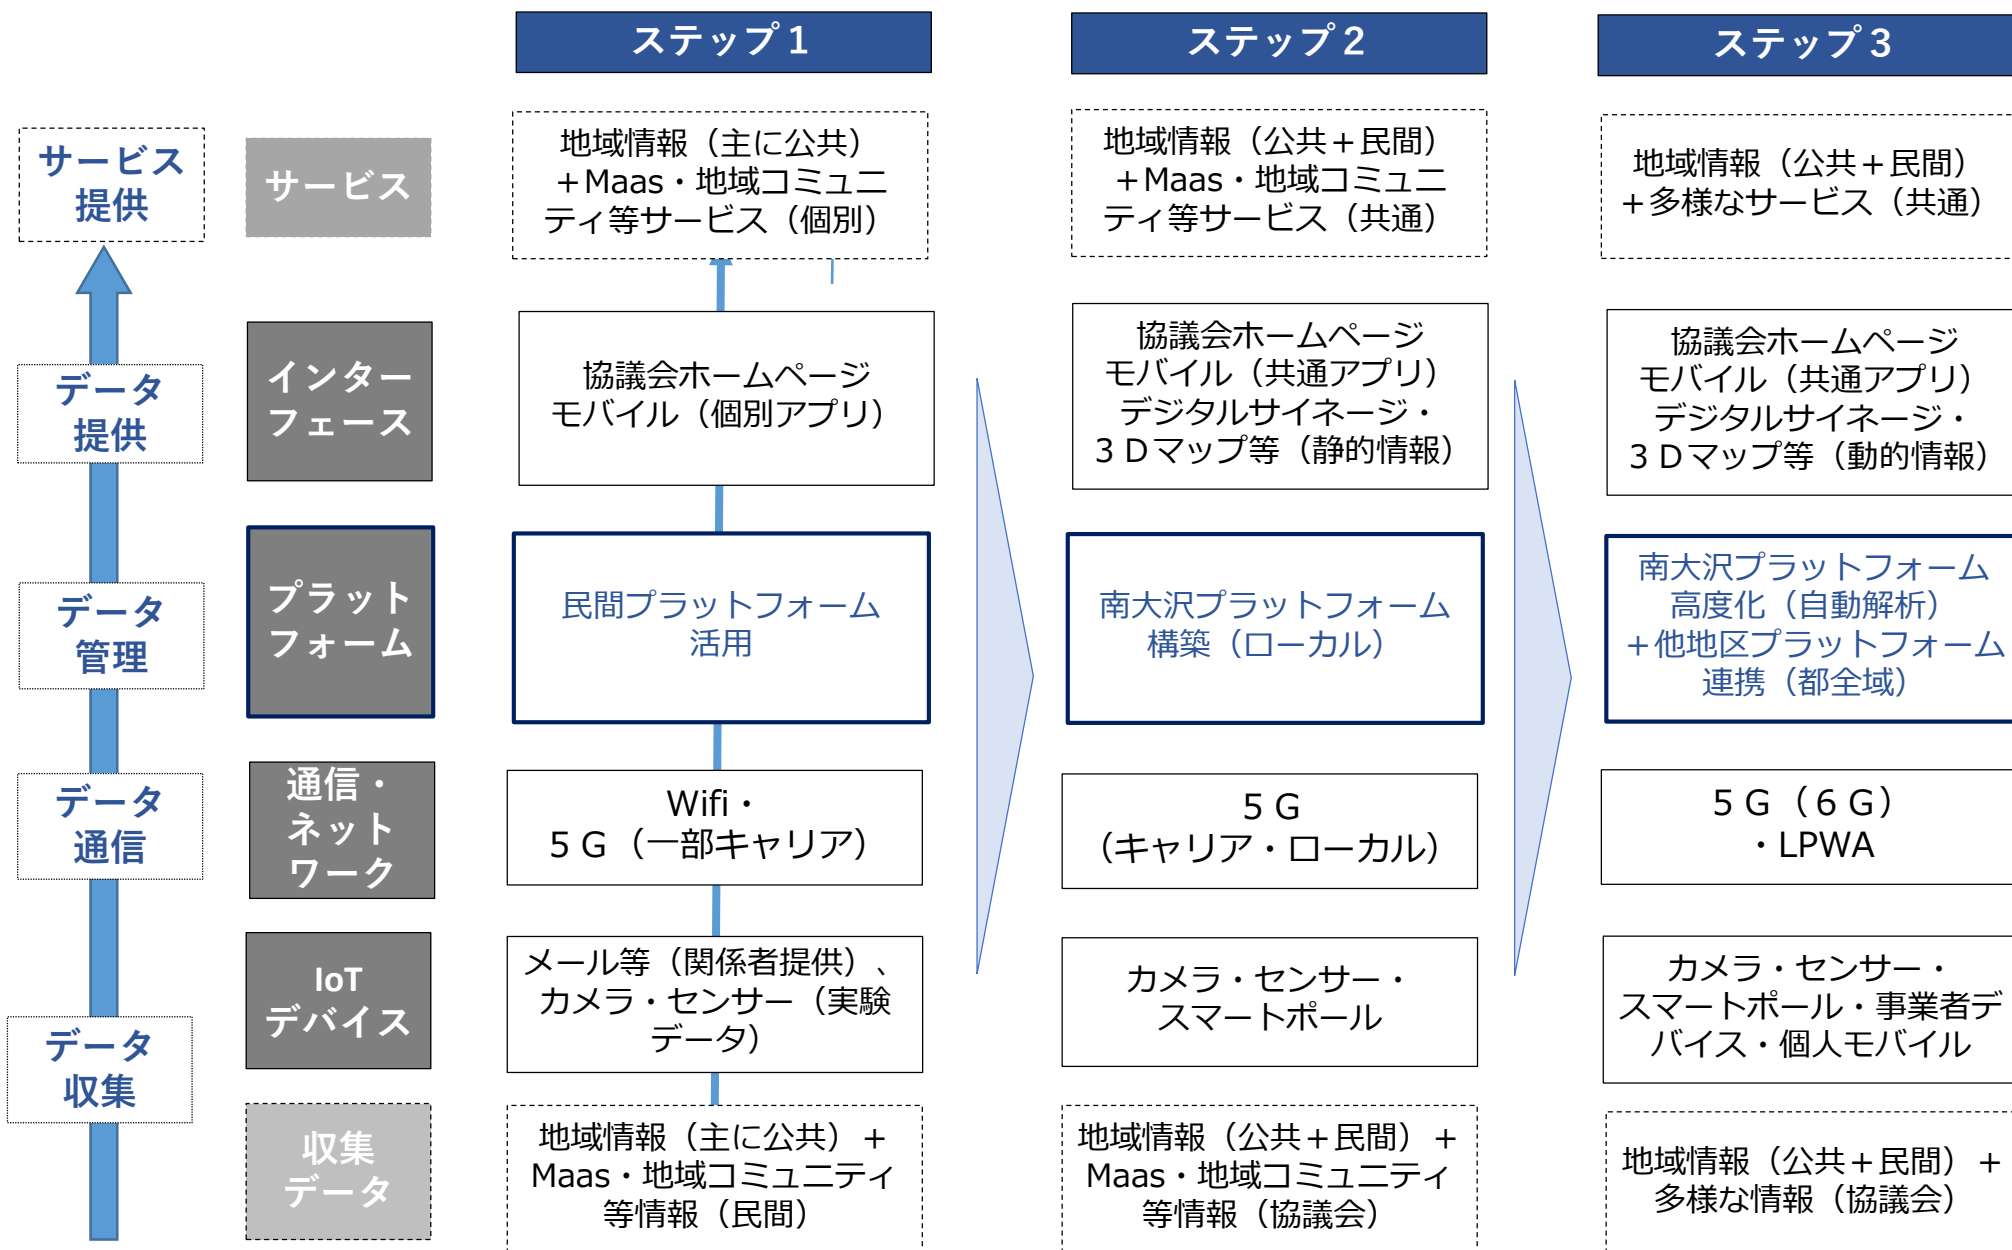 ステップ１
ステップ２
ステップ３
サービス
提供
サービス
地域情報（主に公共）
＋Maas・地域コミュニ
ティ等サービス（個別）
地域情報（公共＋民間）
＋Maas・地域コミュニ
ティ等サービス（共通）
地域情報（公共＋民間）
＋多様なサービス（共通）
データ
提供
インター
フェース
協議会ホームページ
モバイル（個別アプリ）
協議会ホームページ
モバイル（共通アプリ）
デジタルサイネージ・
３Ｄマップ等（静的情報）
協議会ホームページ
モバイル（共通アプリ）
デジタルサイネージ・
３Ｄマップ等（動的情報）
データ
管理
プラット
フォーム
民間プラットフォーム
活用
南大沢プラットフォーム
構築（ローカル）
南大沢プラットフォーム
高度化（自動解析）
＋他地区プラットフォーム
連携（都全域）
データ
通信
通信・
ネット
ワーク
Wifi・
５Ｇ（一部キャリア）
５Ｇ
（キャリア・ローカル）
５Ｇ（６Ｇ）
・LPWA
データ
収集
IoT
デバイス
メール等（関係者提供）、
カメラ・センサー（実験
データ）
カメラ・センサー・
スマートポール
カメラ・センサー・
スマートポール・事業者デ
バイス・個人モバイル
収集
データ
地域情報（主に公共）＋
Maas・地域コミュニティ
等情報（民間）
地域情報（公共＋民間）＋
Maas・地域コミュニティ
等情報（協議会）
地域情報（公共＋民間）＋
多様な情報（協議会）